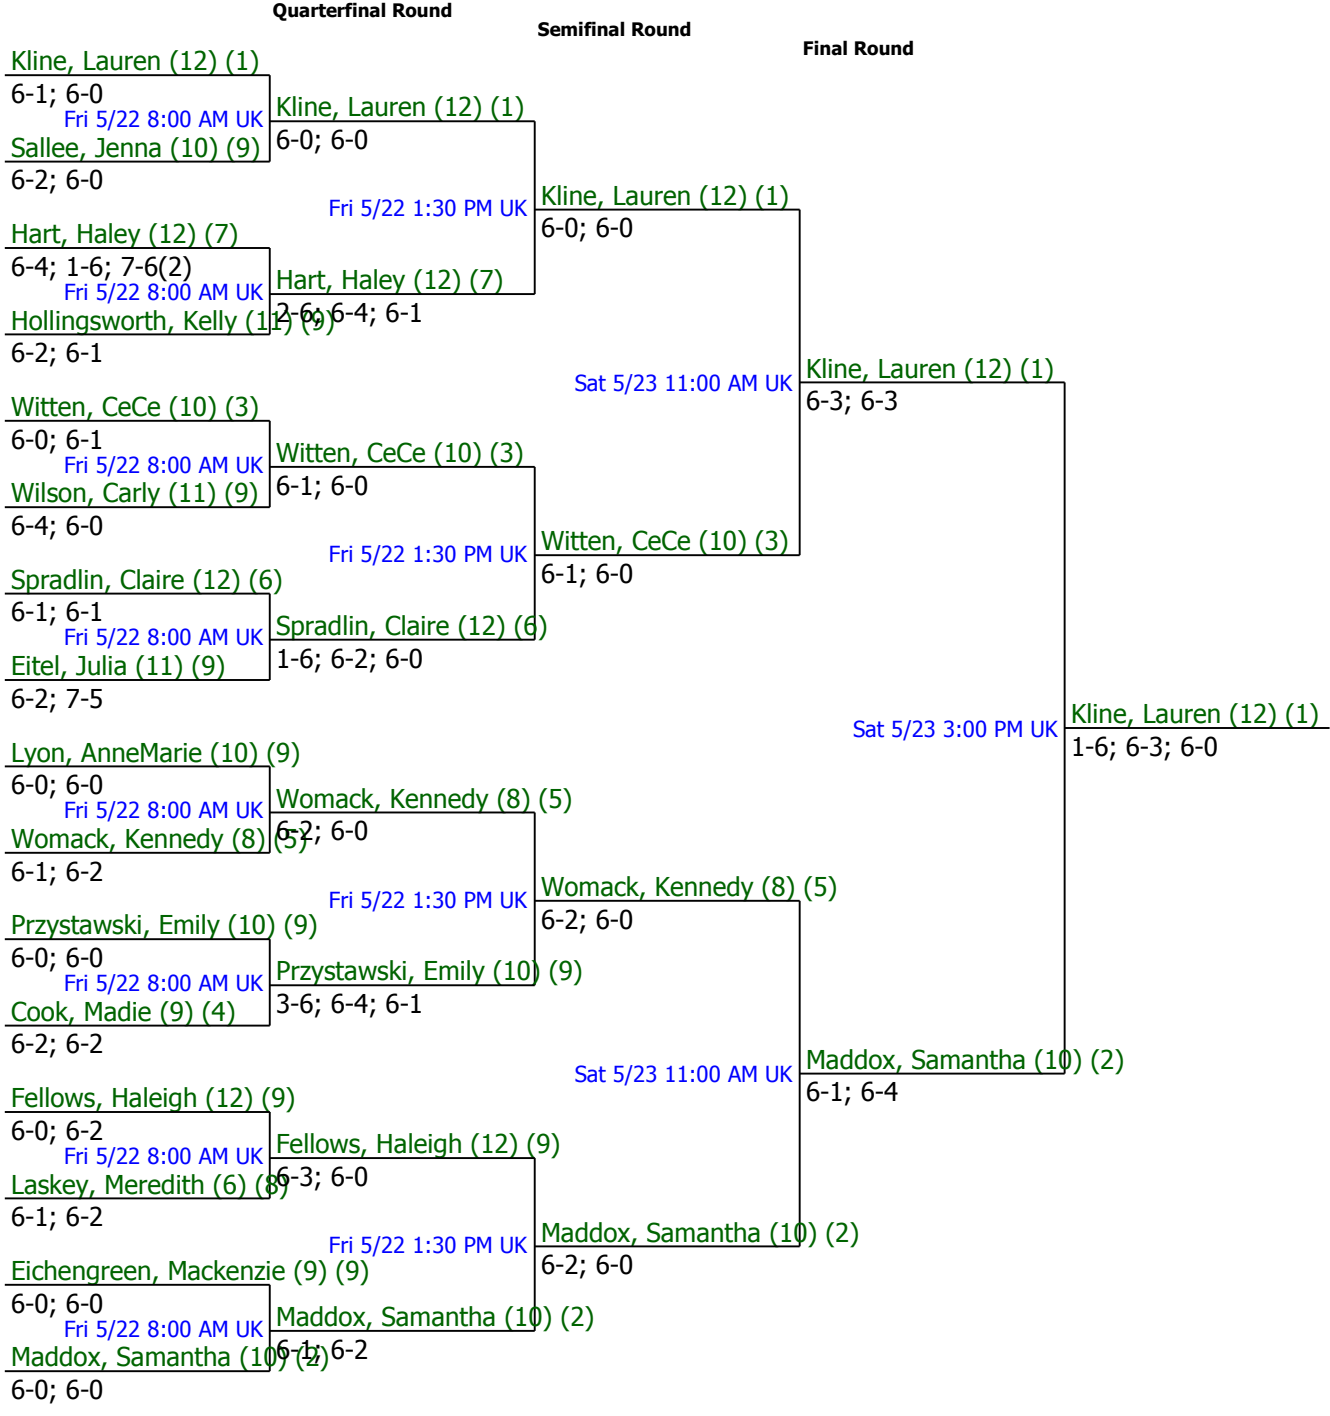 Quarterfinal Round
Semifinal Round
Final Round
Kline, Lauren (12) (1)
6-1; 6-0
Fri 5/22 8:00 AM UK
Sallee, Jenna (10) (9)
6-2; 6-0
Hart, Haley (12) (7)
6-4; 1-6; 7-6(2)
Fri 5/22 8:00 AM UK
Hollingsworth, Kelly (11) (9)
6-2; 6-1
Witten, CeCe (10) (3)
6-0; 6-1
Fri 5/22 8:00 AM UK
Wilson, Carly (11) (9)
6-4; 6-0
Spradlin, Claire (12) (6)
6-1; 6-1
Fri 5/22 8:00 AM UK
Eitel, Julia (11) (9)
6-2; 7-5
Lyon, AnneMarie (10) (9)
6-0; 6-0
Fri 5/22 8:00 AM UK
Womack, Kennedy (8) (5)
6-1; 6-2
Przystawski, Emily (10) (9)
6-0; 6-0
Fri 5/22 8:00 AM UK
Cook, Madie (9) (4)
6-2; 6-2
Fellows, Haleigh (12) (9)
6-0; 6-2
Fri 5/22 8:00 AM UK
Laskey, Meredith (6) (8)
6-1; 6-2
Eichengreen, Mackenzie (9) (9)
6-0; 6-0
Fri 5/22 8:00 AM UK
Maddox, Samantha (10) (2)
6-0; 6-0
Kline, Lauren (12) (1)
6-0; 6-0
Fri 5/22 1:30 PM UK
Hart, Haley (12) (7)
2-6; 6-4; 6-1
Witten, CeCe (10) (3)
6-1; 6-0
Fri 5/22 1:30 PM UK
Spradlin, Claire (12) (6)
1-6; 6-2; 6-0
Womack, Kennedy (8) (5)
6-2; 6-0
Fri 5/22 1:30 PM UK
Przystawski, Emily (10) (9)
3-6; 6-4; 6-1
Fellows, Haleigh (12) (9)
6-3; 6-0
Fri 5/22 1:30 PM UK
Maddox, Samantha (10) (2)
6-1; 6-2
Kline, Lauren (12) (1)
6-0; 6-0
Sat 5/23 11:00 AM UK
Witten, CeCe (10) (3)
6-1; 6-0
Womack, Kennedy (8) (5)
6-2; 6-0
Sat 5/23 11:00 AM UK
Maddox, Samantha (10) (2)
6-2; 6-0
Kline, Lauren (12) (1)
6-3; 6-3
Sat 5/23 3:00 PM UK
Maddox, Samantha (10) (2)
6-1; 6-4
Kline, Lauren (12) (1)
1-6; 6-3; 6-0